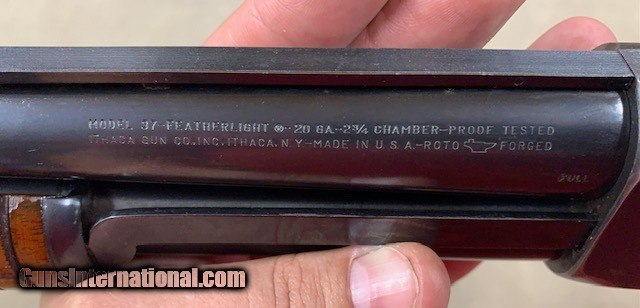 MODEL 37-FEATHERLIGHT ®-20 GA.-2¾ CHAMBER-PROOF TESTED
ITHACA GUN CO. INC. ITHACA, N Y-MADE IN U.S.A.-ROTO FORGED
FULL
GunsInternational.com